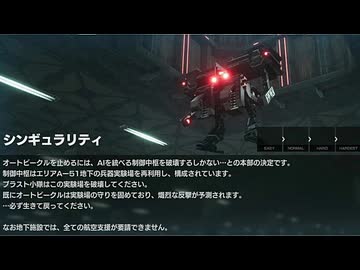 シンギュラリティ
EASY NORMAL HARD HARDEST
オートビークルを止めるには、AIを統べる制御中枢を破壊するしかない…との本部の決定です。
制御中枢はエリアA－51地下の兵器実験場を再利用し、構成されています。
ブラスト小隊はこの実験場を破壊してください。
既にオートビークルは実験場の守りを固めており、熾烈な反撃が予測されます。
…必ず生きて戻ってください。
なお地下施設では、全ての航空支援が要請できません。